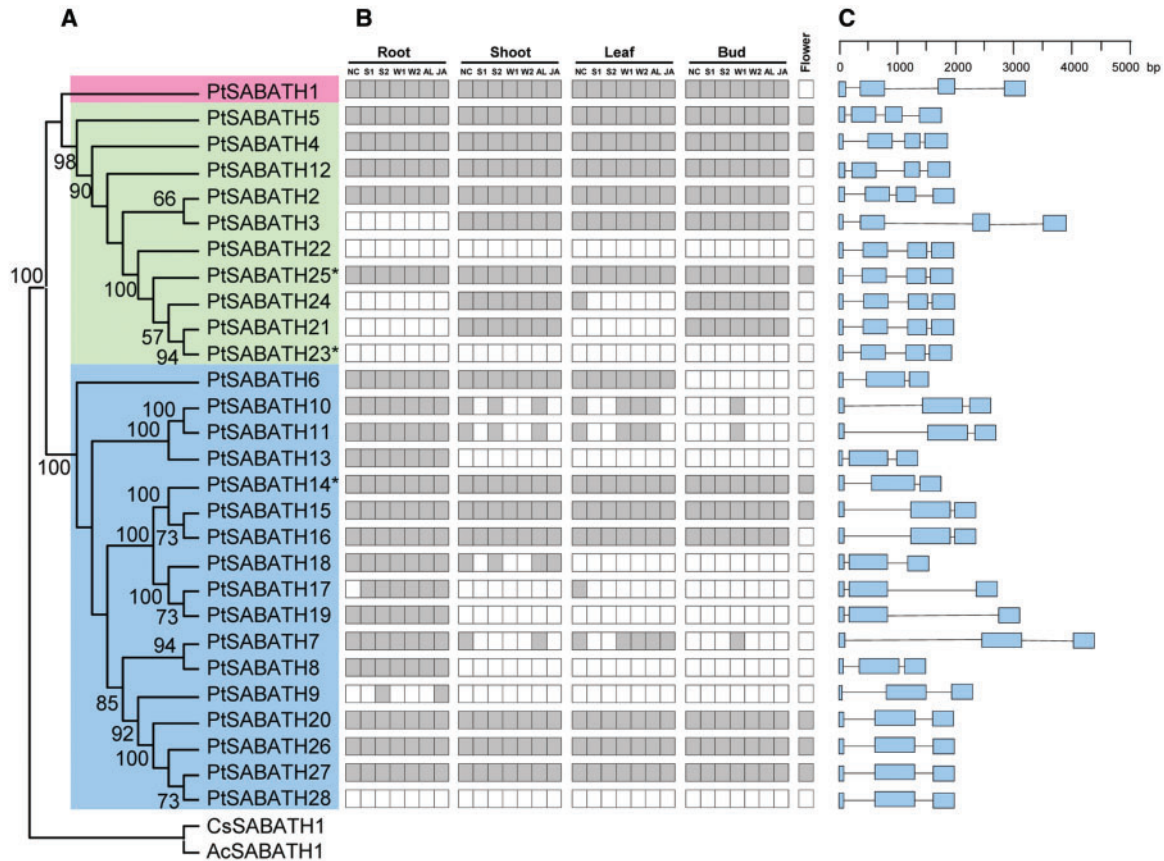 A B C
Root Shoot Leaf Bud Flower
NC S1 S2 W1 W2 AL JA NC S1 S2 W1 W2 AL JA NC S1 S2 W1 W2 AL JA NC S1 S2 W1 W2 AL JA
0 1000 2000 3000 4000 5000 bp
PtSABATH1
PtSABATH5
98
PtSABATH4
90
PtSABATH12
66
PtSABATH2
PtSABATH3
PtSABATH22
100
PtSABATH25*
100
PtSABATH24
57
PtSABATH21
94
PtSABATH23*
PtSABATH6
100
PtSABATH10
100
PtSABATH11
100
PtSABATH13
100
PtSABATH14*
100
PtSABATH15
73
PtSABATH16
PtSABATH18
100
PtSABATH17
73
PtSABATH19
94
PtSABATH7
PtSABATH8
85
PtSABATH9
92
PtSABATH20
100
PtSABATH26
PtSABATH27
73
PtSABATH28
CsSABATH1
AcSABATH1